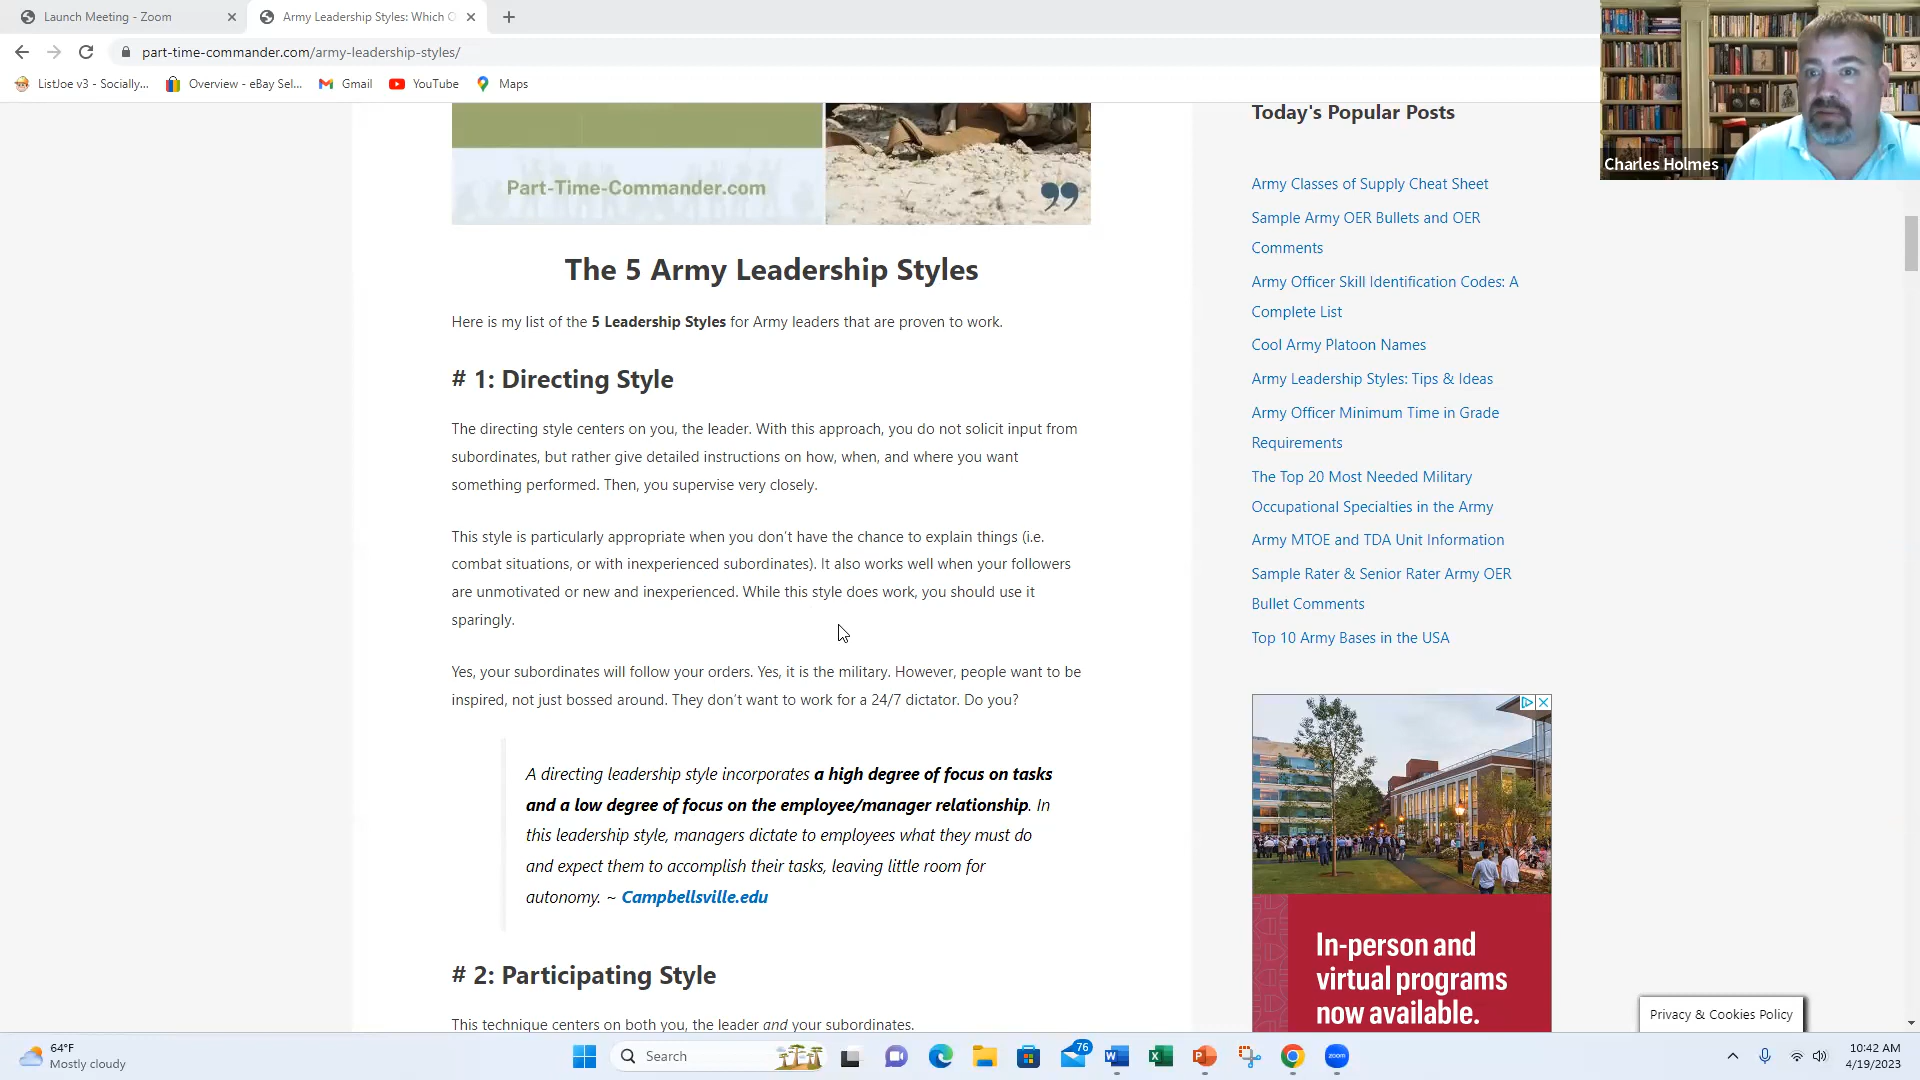 Launch Meeting - Zoom
Army Leadership Styles: Which O
part-time-commander.com/army-leadership-styles/
ListJoe v3 - Socially...
Overview - eBay Sel...
Gmail
YouTube
Maps
Part-Time-Commander.com
The 5 Army Leadership Styles
Here is my list of the 5 Leadership Styles for Army leaders that are proven to work.
# 1: Directing Style
The directing style centers on you, the leader. With this approach, you do not solicit input from
subordinates, but rather give detailed instructions on how, when, and where you want
something performed. Then, you supervise very closely.
This style is particularly appropriate when you don't have the chance to explain things (i.e.
combat situations, or with inexperienced subordinates). It also works well when your followers
are unmotivated or new and inexperienced. While this style does work, you should use it
sparingly.
Yes, your subordinates will follow your orders. Yes, it is the military. However, people want to be
inspired, not just bossed around. They don't want to work for a 24/7 dictator. Do you?
A directing leadership style incorporates a high degree of focus on tasks
and a low degree of focus on the employee/manager relationship. In
this leadership style, managers dictate to employees what they must do
and expect them to accomplish their tasks, leaving little room for
autonomy. ~ Campbellsville.edu
# 2: Participating Style
This technique centers on both you, the leader and your subordinates.
Today's Popular Posts
Army Classes of Supply Cheat Sheet
Sample Army OER Bullets and OER
Comments
Army Officer Skill Identification Codes: A
Complete List
Cool Army Platoon Names
Army Leadership Styles: Tips & Ideas
Army Officer Minimum Time in Grade
Requirements
The Top 20 Most Needed Military
Occupational Specialties in the Army
Army MTOE and TDA Unit Information
Sample Rater & Senior Rater Army OER
Bullet Comments
Top 10 Army Bases in the USA
In-person and
virtual programs
now available.
Charles Holmes
Privacy & Cookies Policy
64°F
Mostly cloudy
Search
76
zoom
10:42 AM
4/19/2023